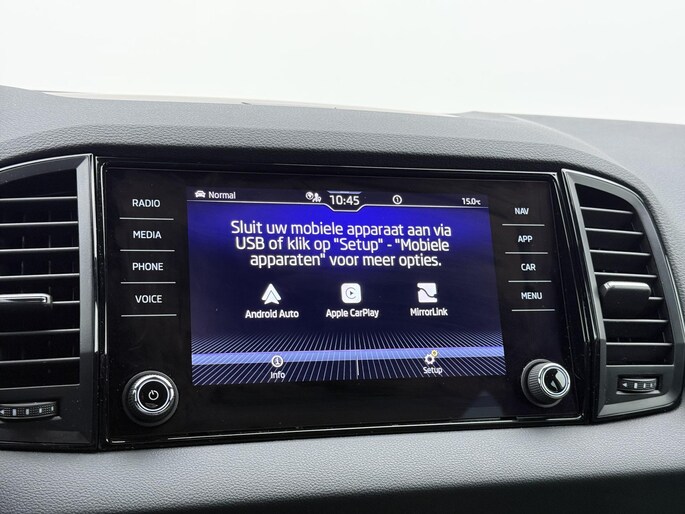 RADIO
MEDIA
PHONE
VOICE
Normal
10:45
15.0℃
Sluit uw mobiele apparaat aan via
USB of klik op "Setup" - "Mobiele
apparaten" voor meer opties.
Android Auto
Apple CarPlay
MirrorLink
Info
Setup
NAV
APP
CAR
MENU